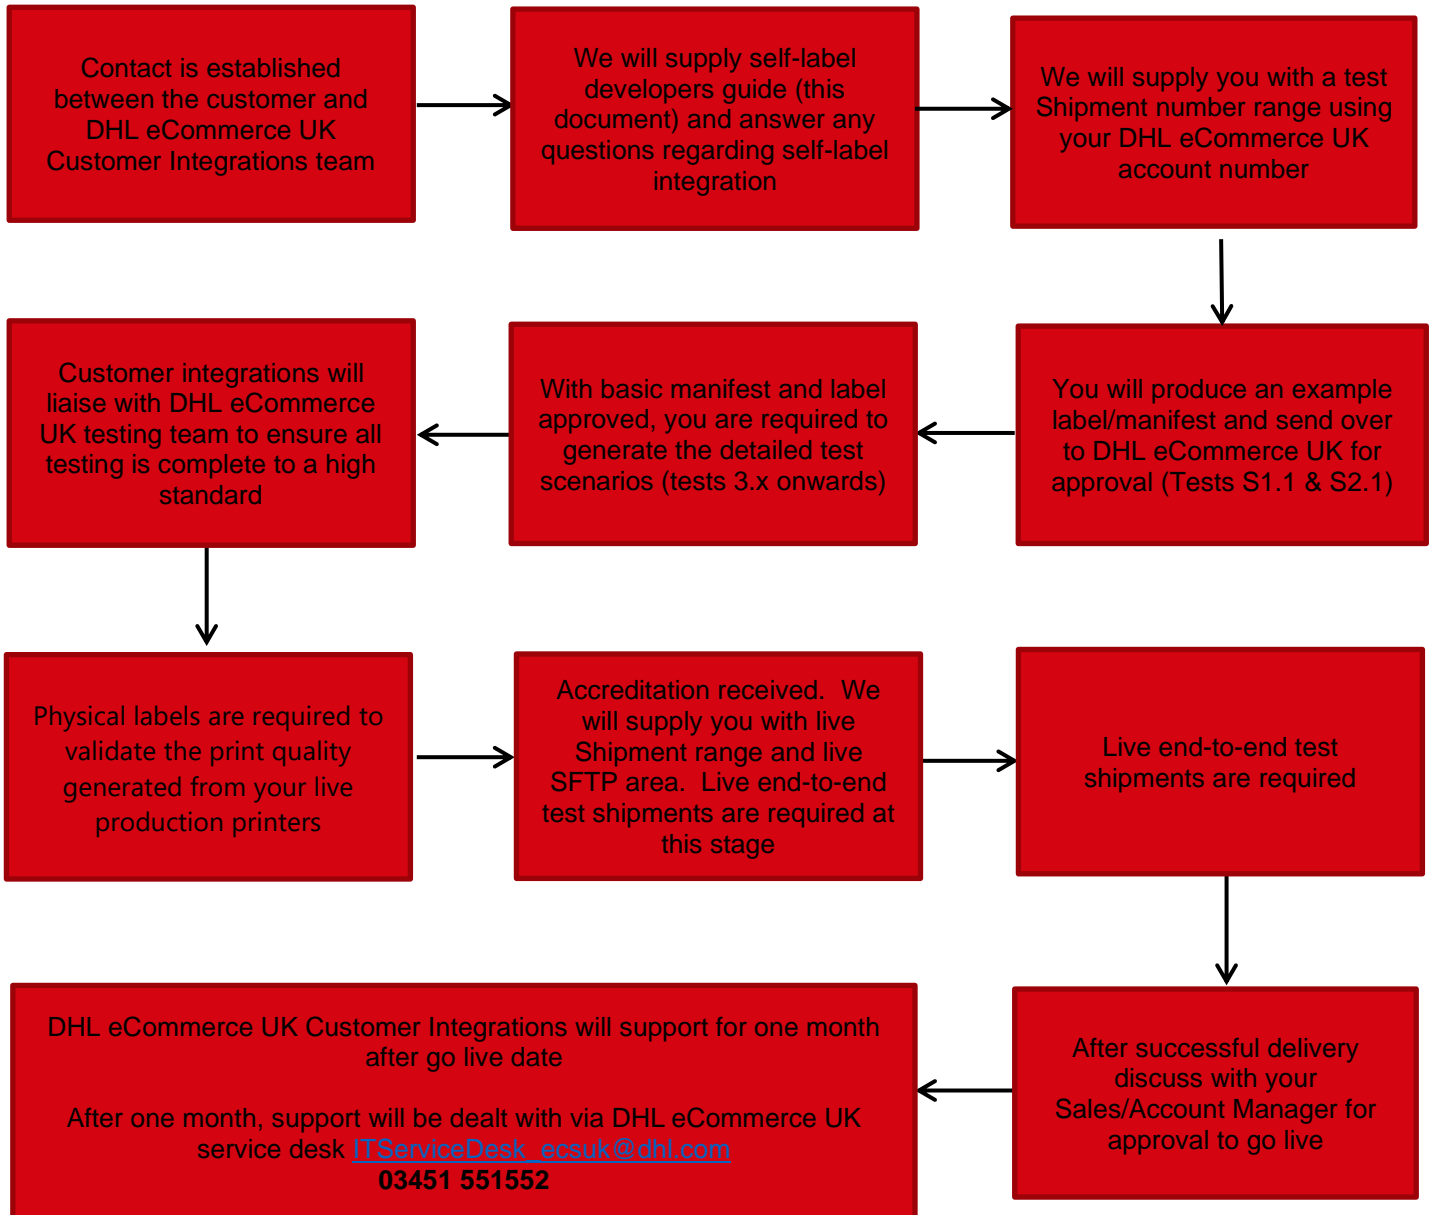 Contact is established
between the customer and
DHL eCommerce UK
Customer Integrations team
We will supply self-label
developers guide (this
document) and answer any
questions regarding self-label
integration
We will supply you with a test
Shipment number range using
your DHL eCommerce UK
account number
You will produce an example
label/manifest and send over
to DHL eCommerce UK for
approval (Tests S1.1 & S2.1)
With basic manifest and label
approved, you are required to
generate the detailed test
scenarios (tests 3.x onwards)
Customer integrations will
liaise with DHL eCommerce
UK testing team to ensure all
testing is complete to a high
standard
Physical labels are required to
validate the print quality
generated from your live
production printers
Accreditation received.  We
will supply you with live
Shipment range and live
SFTP area.  Live end-to-end
test shipments are required at
this stage
Live end-to-end test
shipments are required
After successful delivery
discuss with your
Sales/Account Manager for
approval to go live
DHL eCommerce UK Customer Integrations will support for one month
after go live date
After one month, support will be dealt with via DHL eCommerce UK
service desk ITServiceDesk_ecsuk@dhl.com
03451 551552